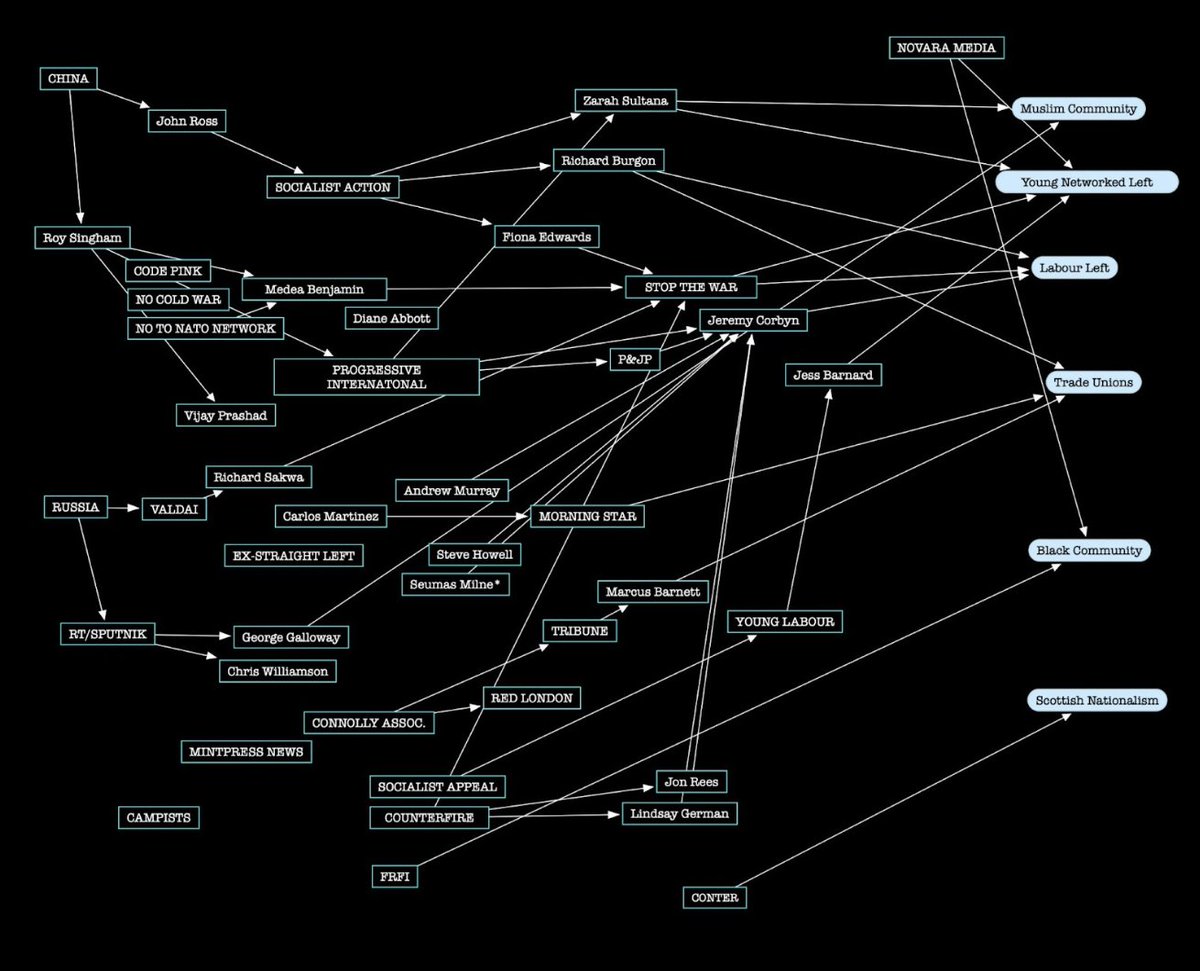 NOVARA MEDIA
CHINA
Zarah Sultana
Muslim Community
John Ross
Richard Burgon
Young Networked Left
SOCIALIST ACTION
Roy Singham
Fiona Edwards
CODE PINK
Labour Left
Medea Benjamin
STOP THE WAR
NO COLD WAR
Diane Abbott
Jeremy Corbyn
NO TO NATO NETWORK
P&JP
PROGRESSIVE
INTERNATONAL
Jess Barnard
Trade Unions
Vijay Prashad
Richard Sakwa
Andrew Murray
RUSSIA
VALDAI
Carlos Martinez
MORNING STAR
EX-STRAIGHT LEFT
Steve Howell
Black Community
Seumas Milne*
Marcus Barnett
YOUNG LABOUR
RT/SPUTNIK
George Galloway
TRIBUNE
Chris Williamson
RED LONDON
Scottish Nationalism
CONNOLLY ASSOC.
MINTPRESS NEWS
SOCIALIST APPEAL
Jon Rees
CAMPISTS
COUNTERFIRE
Lindsay German
FRFI
CONTER